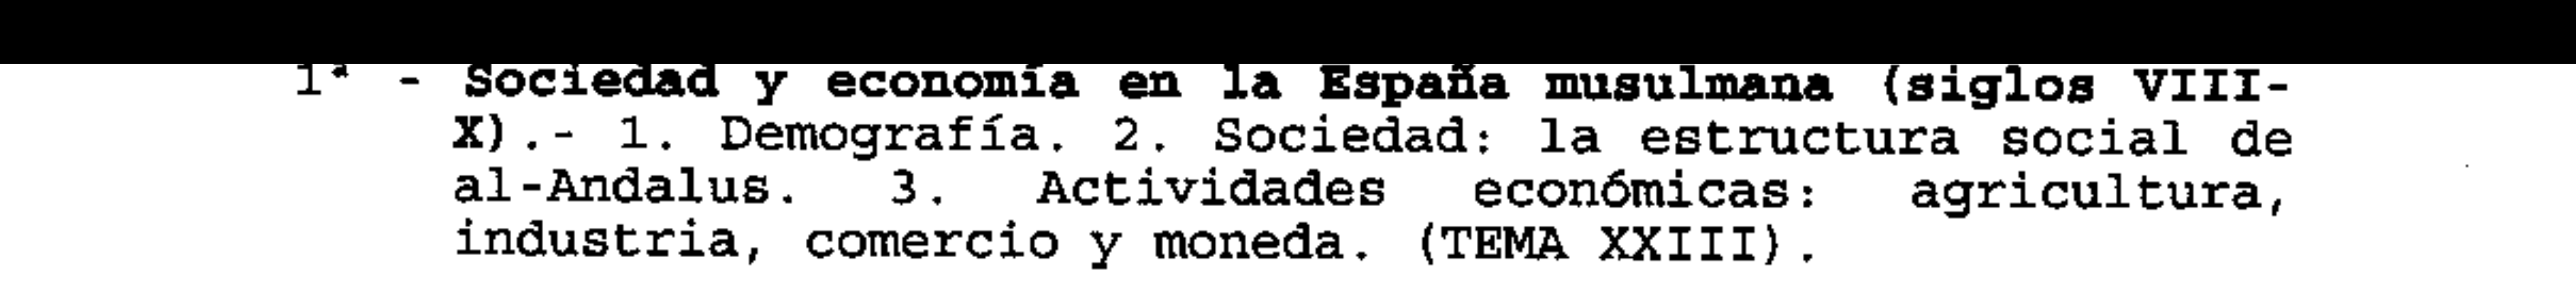 1ª - Sociedad y economía en la España musulmana (siglos VIII-
X).- 1. Demografía. 2. Sociedad: la estructura social de
al-Andalus. 3. Actividades económicas: agricultura,
industria, comercio y moneda. (TEMA XXIII).